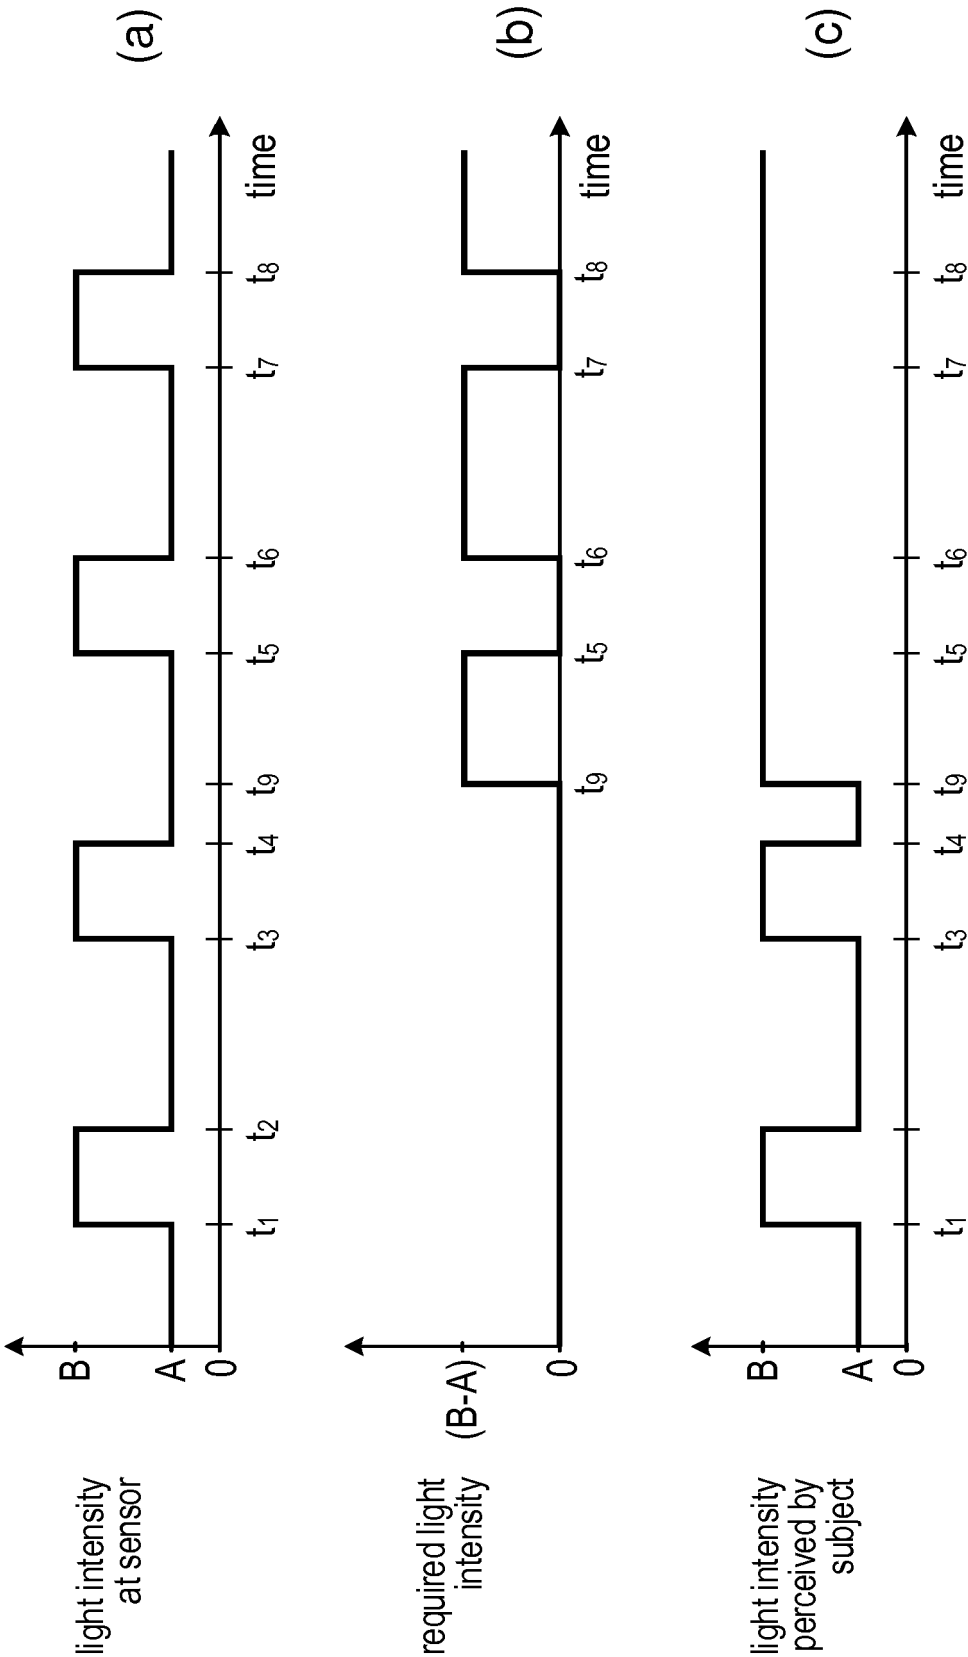 light intensity
at sensor
B
A
0
t1
t2
t3
t4
t9
t5
t6
t7
t8
time
(a)
required light
intensity
(B-A)
0
t9
t5
t6
t7
t8
time
(b)
light intensity
perceived by
subject
B
A
0
t1
t3
t4
t9
t5
t6
t7
t8
time
(c)